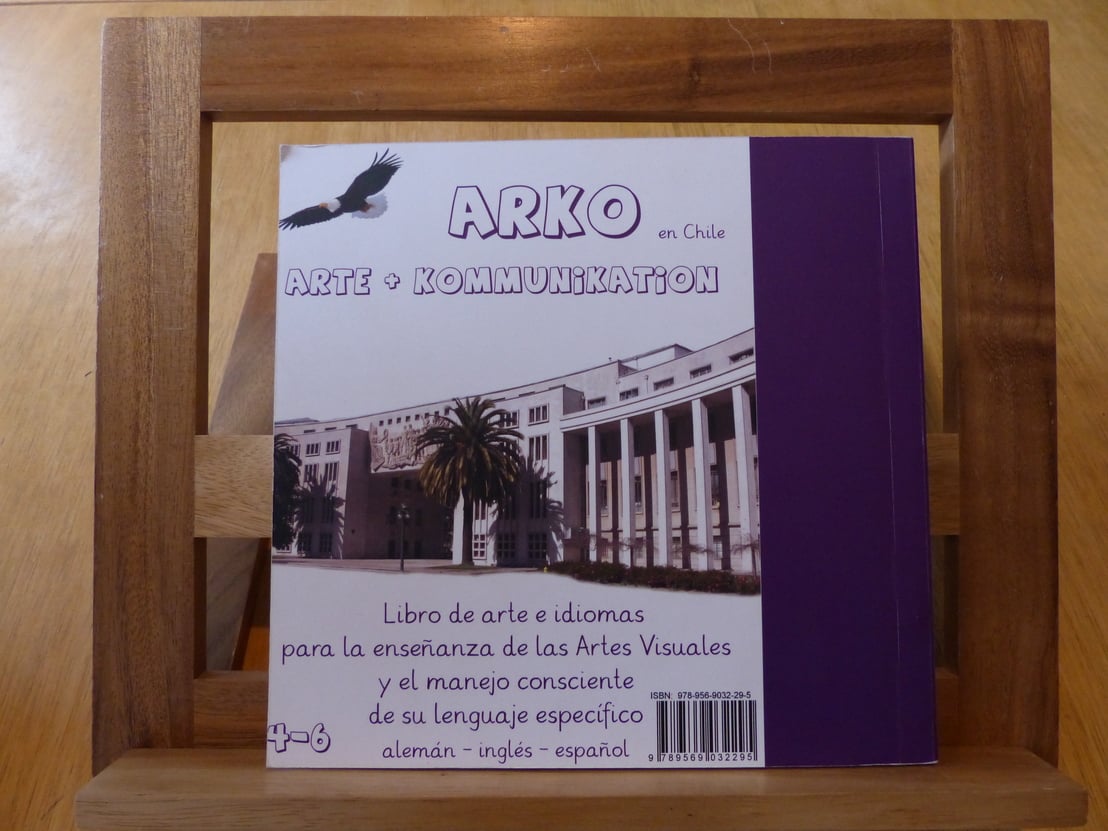 ARKO en Chile
ARTE + KOMMUNiKATiON
Libro de arte e idiomas
para la enseñanza de las Artes Visuales
y el manejo consciente
de su lenguaje específico
alemán - inglés - español
4-6
ISBN: 978-956-9032-29-5
9 789569 032295